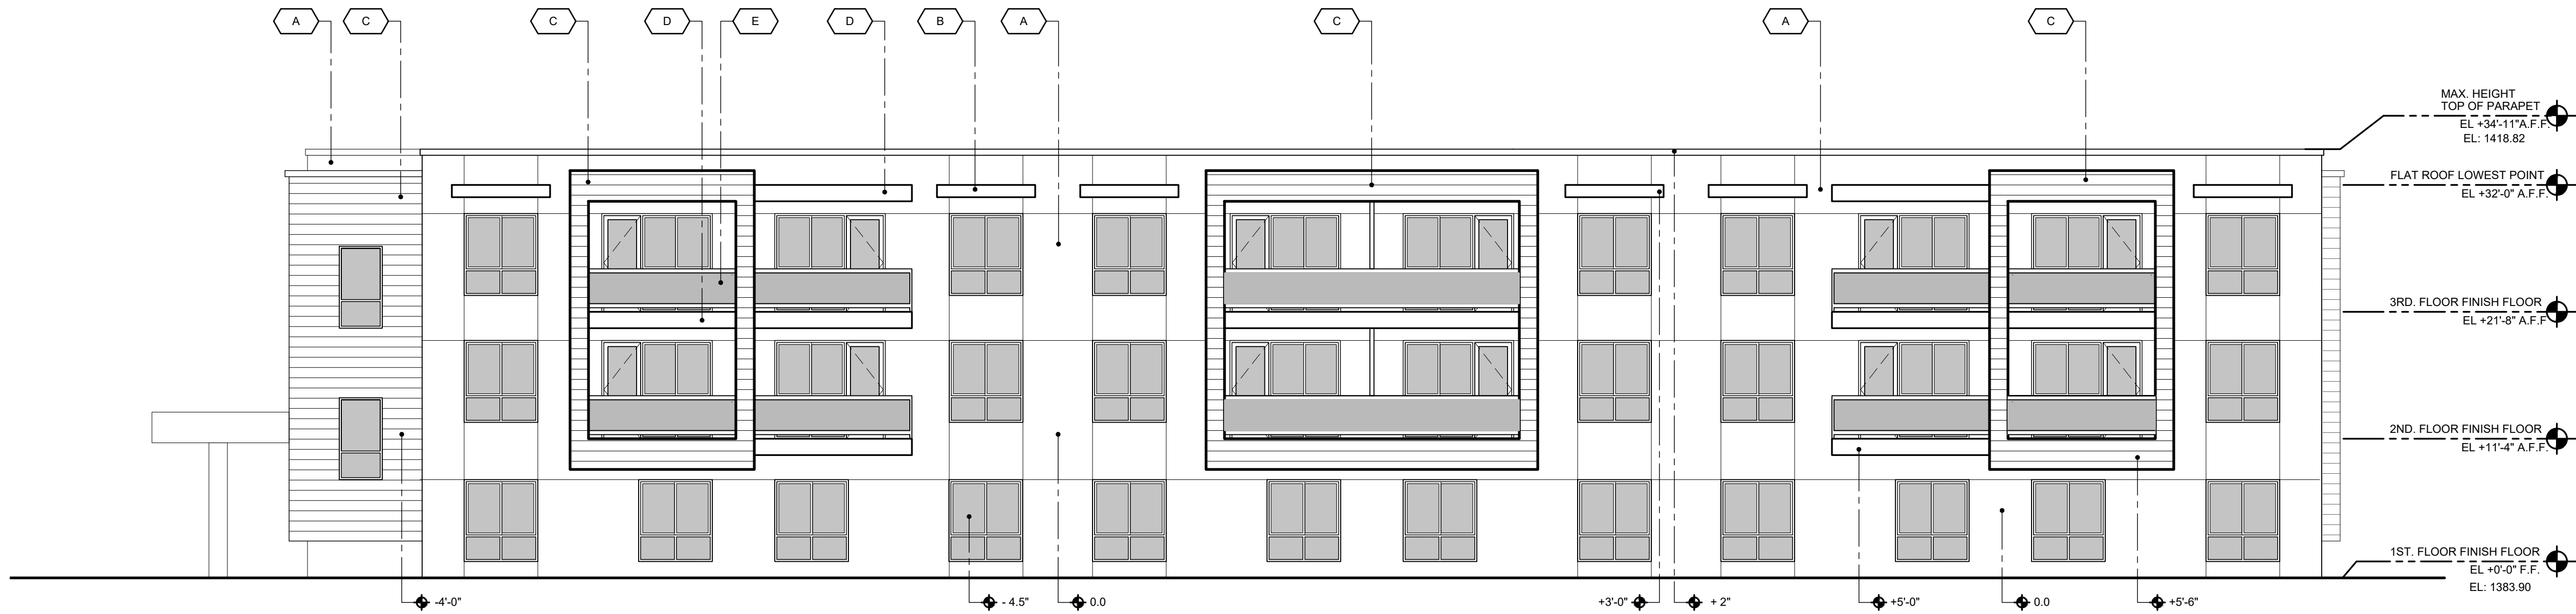 A
C
C
D
E
D
B
A
C
A
C
MAX. HEIGHT
TOP OF PARAPET
EL +34'-11"A.F.F.
EL: 1418.82
FLAT ROOF LOWEST POINT
EL +32'-0" A.F.F.
3RD. FLOOR FINISH FLOOR
EL +21'-8" A.F.F
2ND. FLOOR FINISH FLOOR
EL +11'-4" A.F.F.
1ST. FLOOR FINISH FLOOR
EL +0'-0" F.F.
EL: 1383.90
-4'-0"
- 4.5"
0.0
+3'-0"
+ 2"
+5'-0"
0.0
+5'-6"